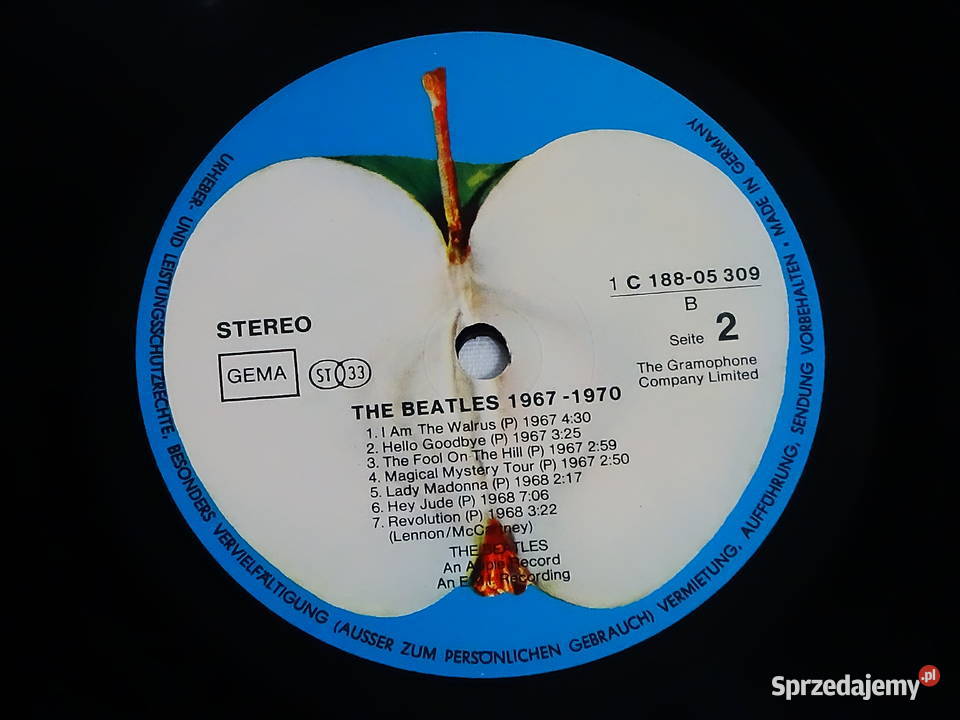 URHEBER- UND LEISTUNGSSCHUTZRECHTE, BESONDERS VERVIELFÄLTIGUNG (AUSSER ZUM PERSÖNLICHEN GEBRAUCH) VERMIETUNG, AUFFÜHRUNG, SENDUNG VORBEHALTEN • MADE IN GERMANY
STEREO
GEMA
ST 33
1 C 188-05 309
B
Seite 2
The Gramophone
Company Limited
THE BEATLES 1967-1970
1. I Am The Walrus (P) 1967 4:30
2. Hello Goodbye (P) 1967 3:25
3. The Fool On The Hill (P) 1967 2:59
4. Magical Mystery Tour (P) 1967 2:50
5. Lady Madonna (P) 1968 2:17
6. Hey Jude (P) 1968 7:06
7. Revolution (P) 1968 3:22
(Lennon/McCartney)
THE BEATLES
An Apple Record
An E.M.I. Recording
Sprzedajemy.pl